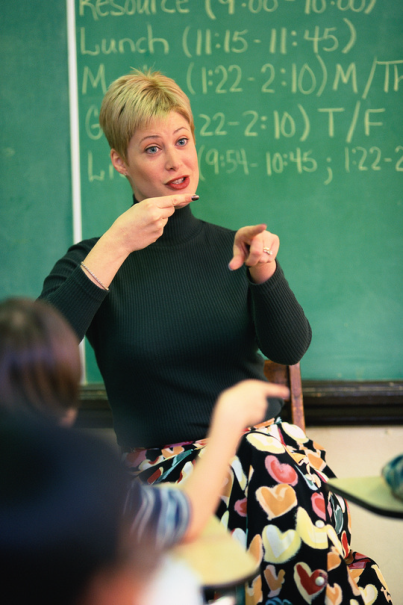 Resource (9:00 - 10:00)
Lunch (11:15 - 11:45)
M (1:22 - 2:10) M/TH
G 22 - 2:10) T/F
Li (9:54 - 10:45; 1:22-2